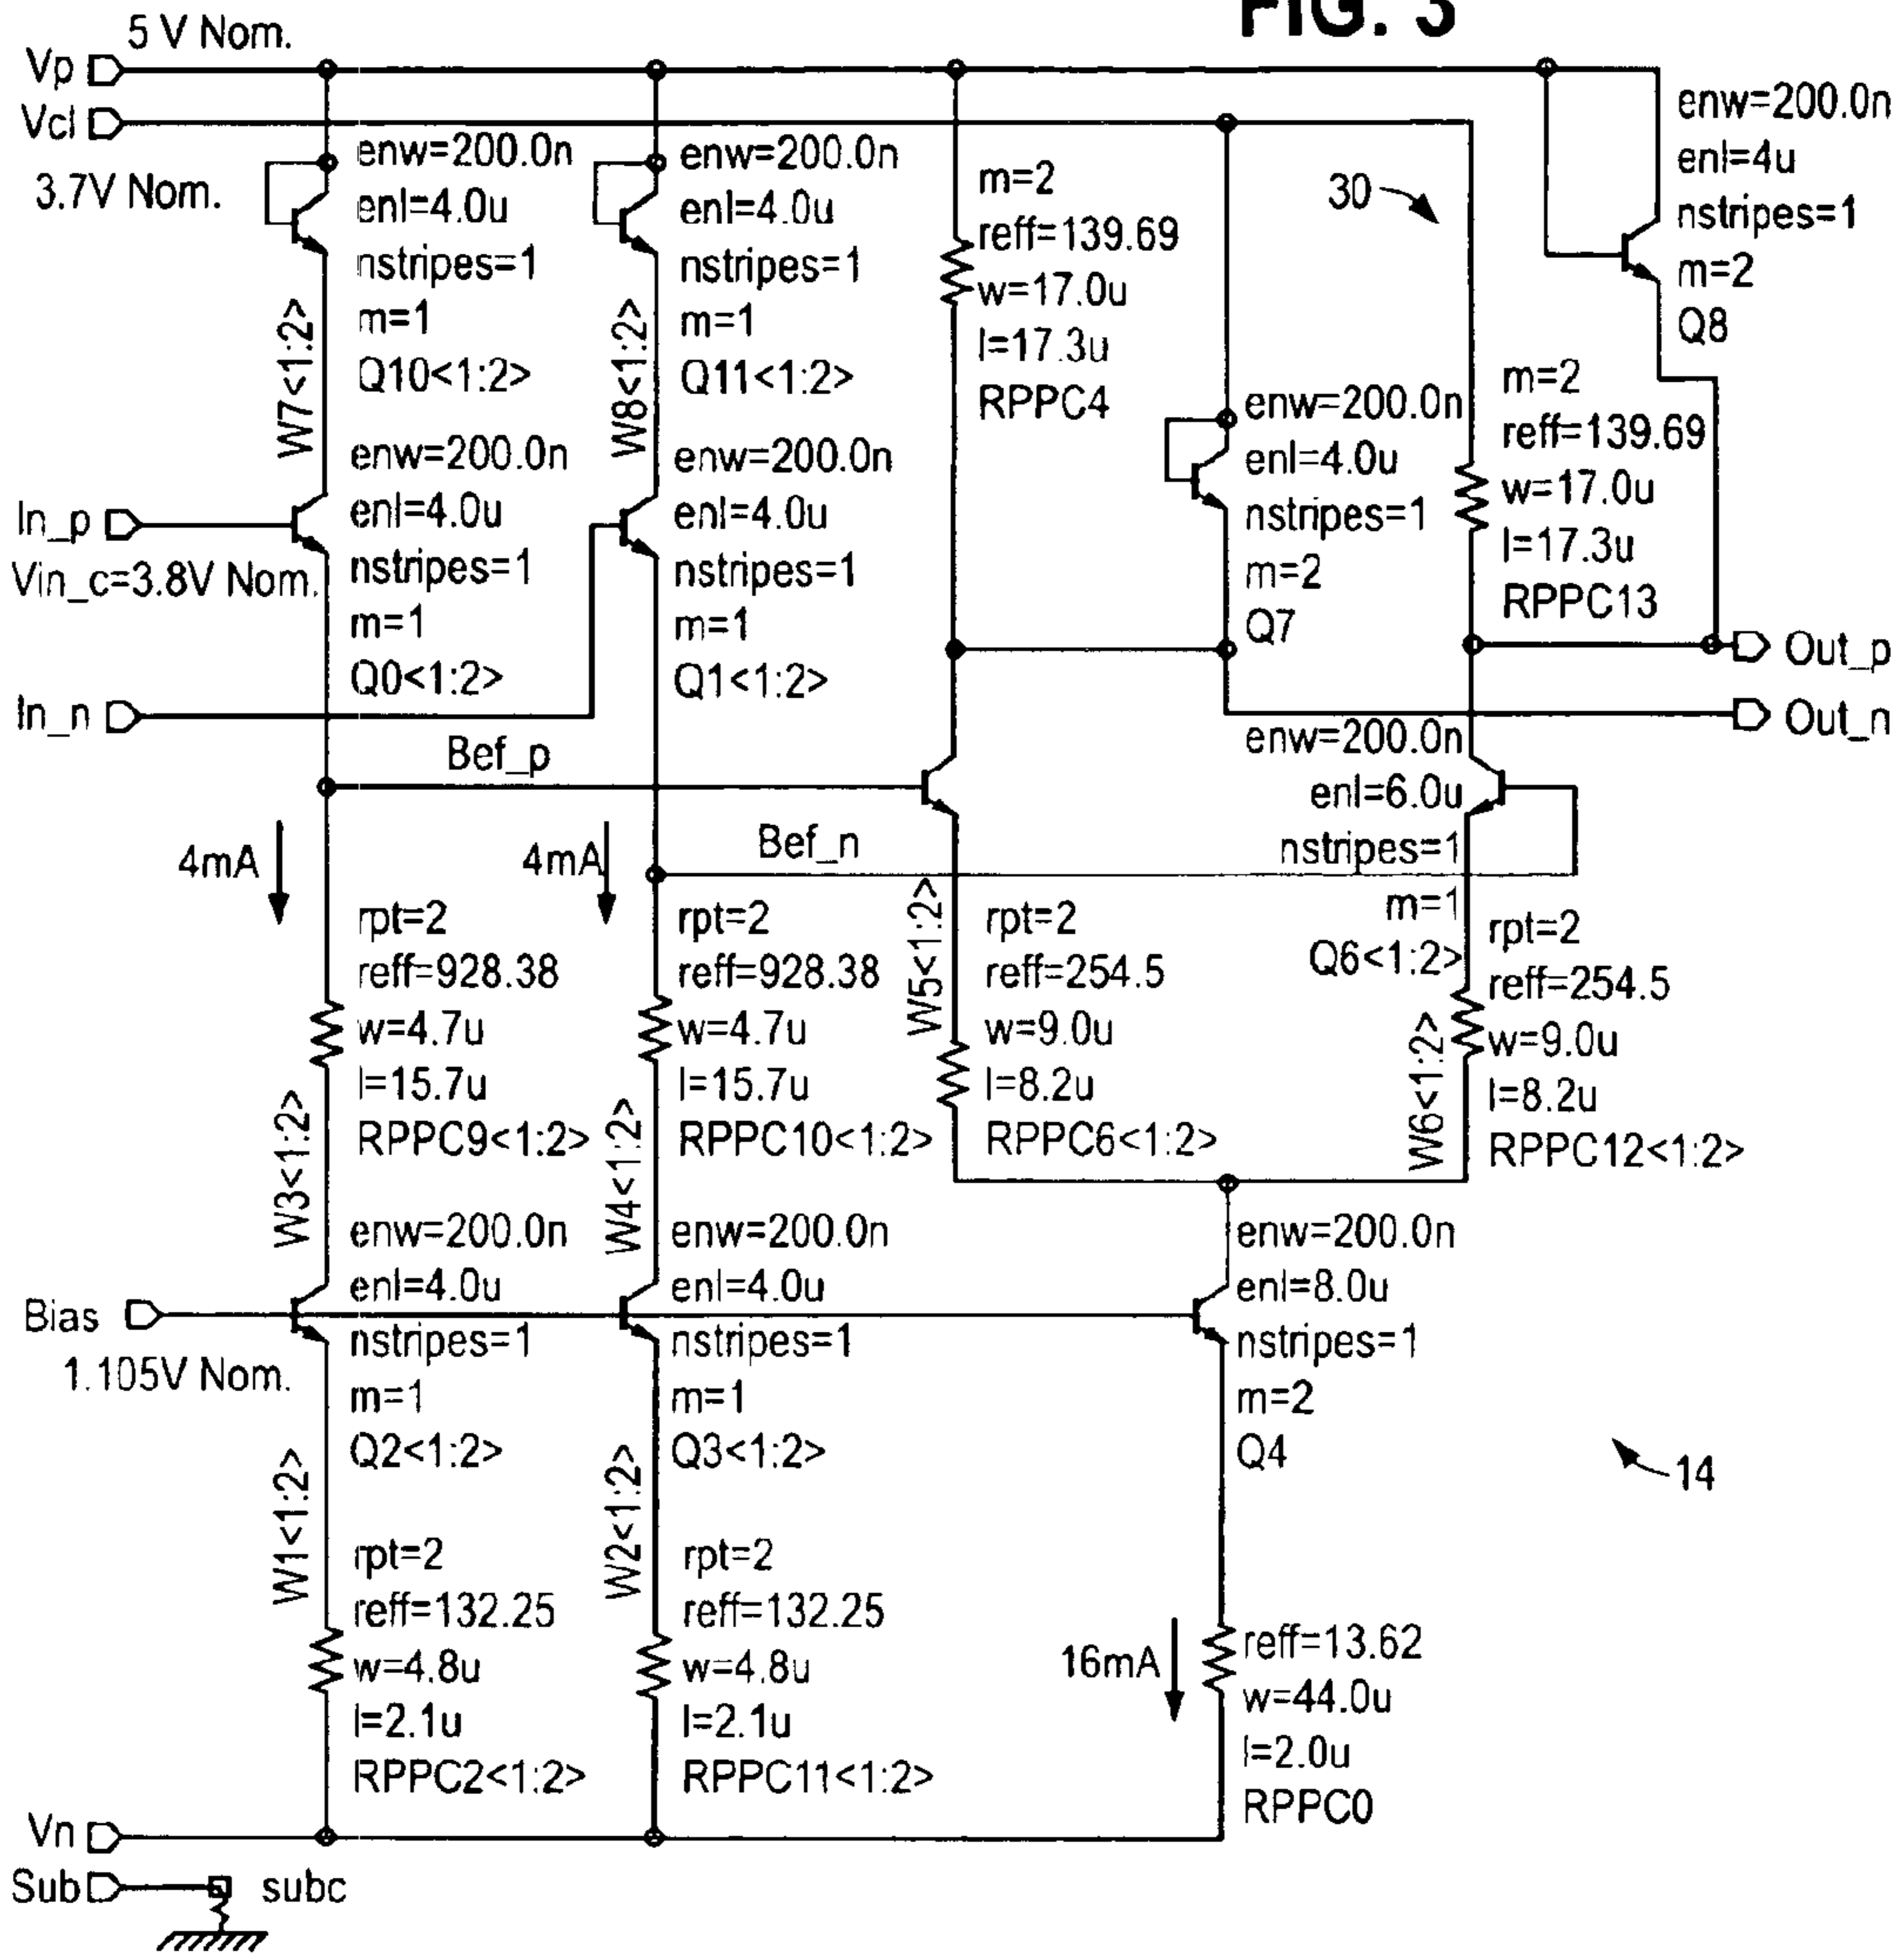 FIG. 3
5 V Nom.
Vp
Vcl
3.7V Nom.
enw=200.0n
enl=4.0u
nstripes=1
m=1
Q10<1:2>
W7<1:2>
enw=200.0n
enl=4.0u
nstripes=1
m=1
Q11<1:2>
W8<1:2>
m=2
reff=139.69
w=17.0u
l=17.3u
RPPC4
30
enw=200.0n
enl=4u
nstripes=1
m=2
Q8
enw=200.0n
enl=4.0u
nstripes=1
m=2
Q7
m=2
reff=139.69
w=17.0u
l=17.3u
RPPC13
In_p
Vin_c=3.8V Nom.
enw=200.0n
enl=4.0u
nstripes=1
m=1
Q0<1:2>
enw=200.0n
enl=4.0u
nstripes=1
m=1
Q1<1:2>
In_n
Out_p
Out_n
Bef_p
Bef_n
enw=200.0n
enl=6.0u
nstripes=1
m=1
Q6<1:2>
4mA
4mA
rpt=2
reff=928.38
w=4.7u
l=15.7u
RPPC9<1:2>
W3<1:2>
rpt=2
reff=928.38
w=4.7u
l=15.7u
RPPC10<1:2>
W4<1:2>
W5<1:2>
rpt=2
reff=254.5
w=9.0u
l=8.2u
RPPC6<1:2>
W6<1:2>
rpt=2
reff=254.5
w=9.0u
l=8.2u
RPPC12<1:2>
Bias
1.105V Nom.
enw=200.0n
enl=4.0u
nstripes=1
m=1
Q2<1:2>
enw=200.0n
enl=4.0u
nstripes=1
m=1
Q3<1:2>
enw=200.0n
enl=8.0u
nstripes=1
m=2
Q4
14
W1<1:2>
rpt=2
reff=132.25
w=4.8u
l=2.1u
RPPC2<1:2>
W2<1:2>
rpt=2
reff=132.25
w=4.8u
l=2.1u
RPPC11<1:2>
16mA
reff=13.62
w=44.0u
l=2.0u
RPPC0
Vn
Sub
subc